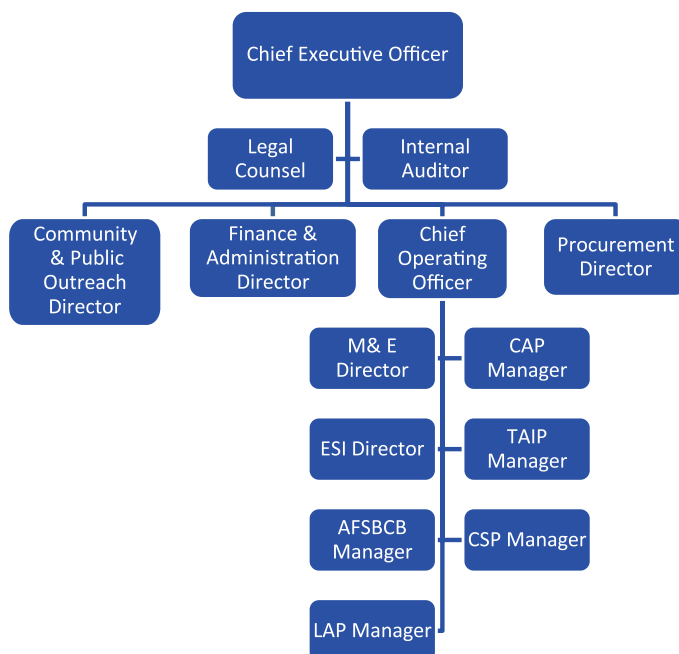 Chief Executive Officer
Legal
Counsel
Internal
Auditor
Community
& Public
Outreach
Director
Finance &
Administration
Director
Chief
Operating
Officer
Procurement
Director
M& E
Director
CAP
Manager
ESI Director
TAIP
Manager
AFSBCB
Manager
CSP Manager
LAP Manager